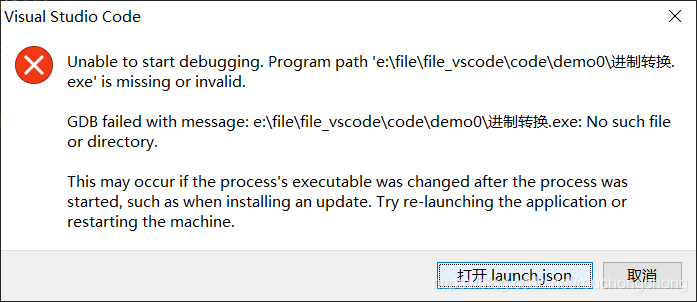 Visual Studio Code
Unable to start debugging. Program path 'e:\file\file_vscode\code\demo0\进制转换.
exe' is missing or invalid.
GDB failed with message: e:\file\file_vscode\code\demo0\进制转换.exe: No such file
or directory.
This may occur if the process's executable was changed after the process was
started, such as when installing an update. Try re-launching the application or
restarting the machine.
打开 launch.json
取消